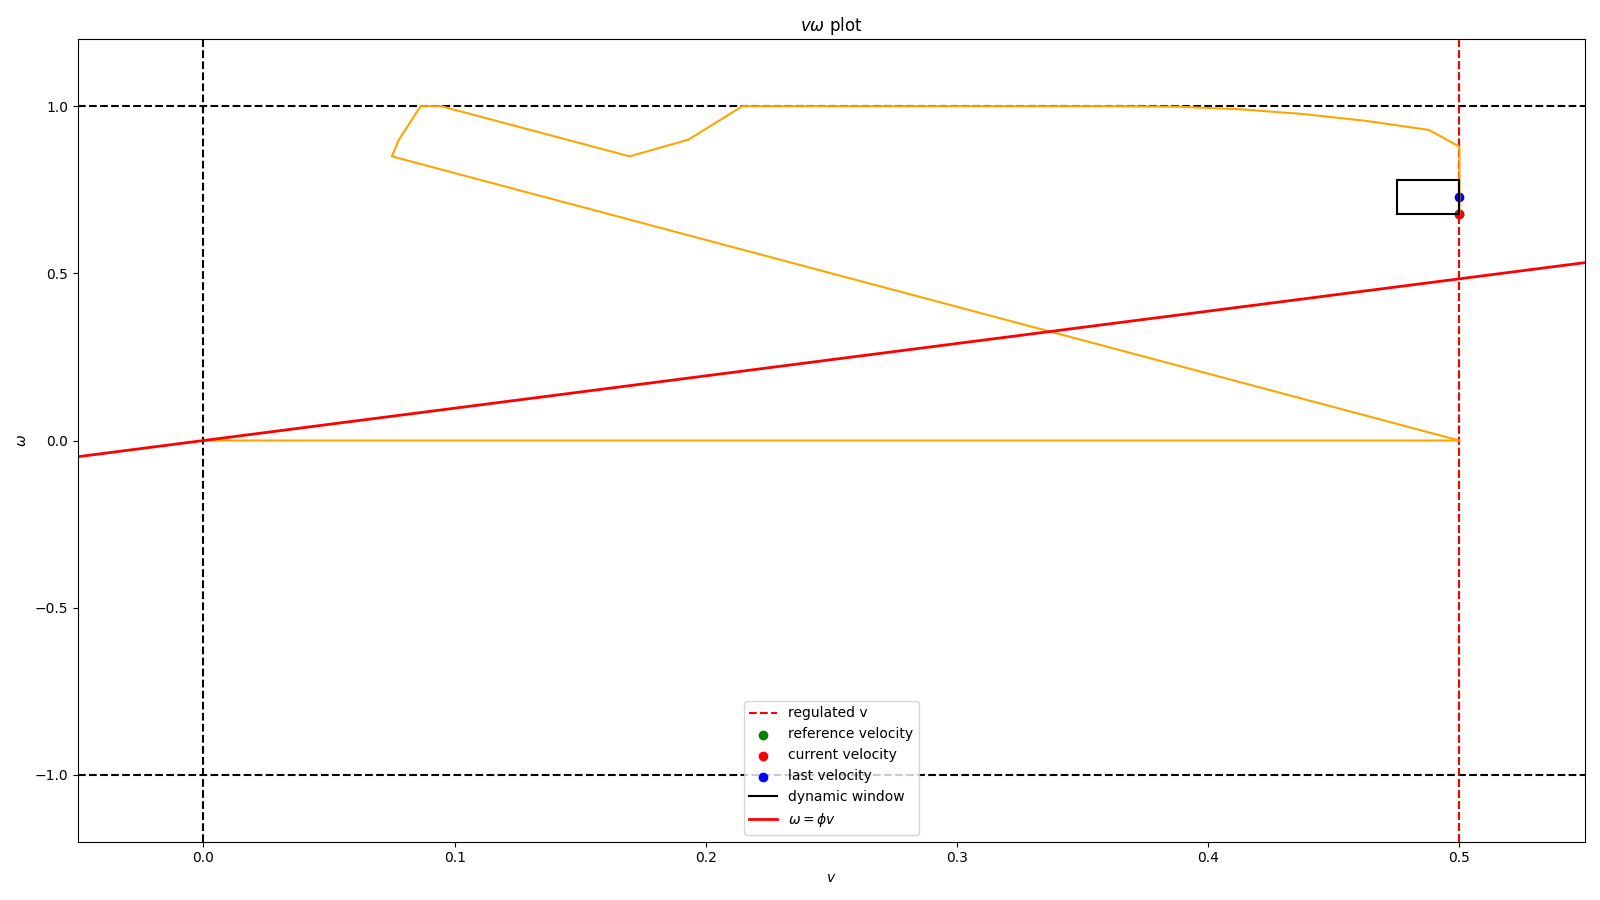 vω plot
1.0
0.5
0.0
−0.5
−1.0
ω
0.0 0.1 0.2 0.3 0.4 0.5
v
regulated v
reference velocity
current velocity
last velocity
dynamic window
ω = ϕv